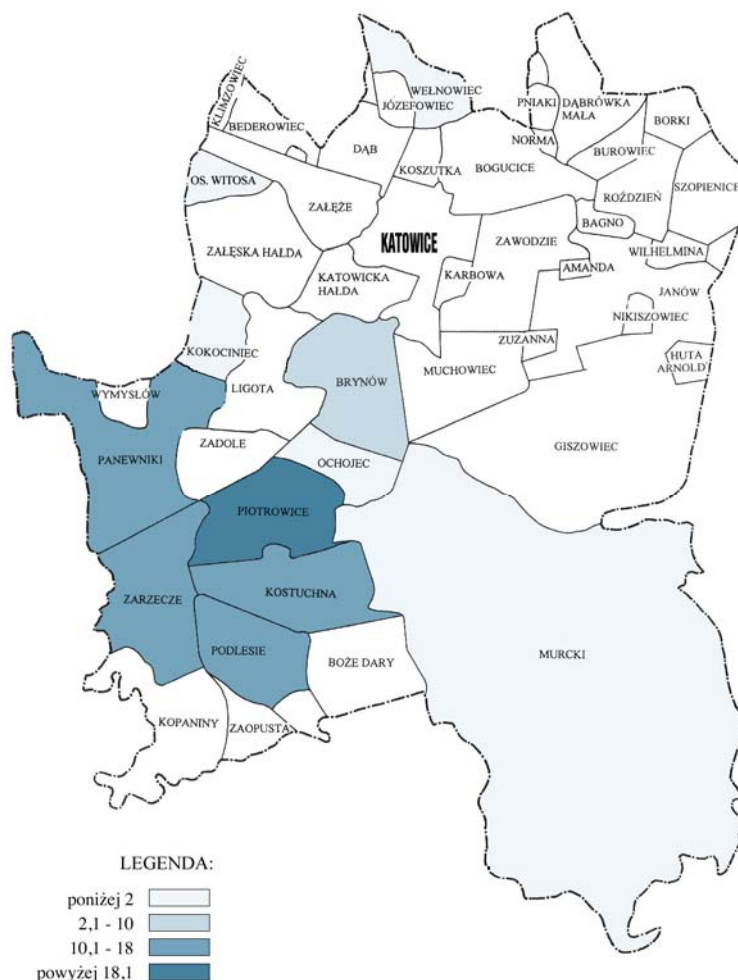 KLIMZOWIEC
BEDEROWIEC
WEŁNOWIEC
JÓZEFOWIEC
PNIAKI
DĄBRÓWKA
MAŁA
NORMA
BORKI
BUROWIEC
DĄB
KOSZUTKA
BOGUCICE
OS. WITOSA
ROŹDZIEŃ
SZOPIENICE
ZAŁĘŻE
BAGNO
ZAŁĘSKA HAŁDA
KATOWICE
ZAWODZIE
WILHELMINA
KATOWICKA
HAŁDA
KARBOWA
AMANDA
JANÓW
NIKISZOWIEC
ZUZANNA
KOKOCINIEC
HUTA
ARNOLD
LIGOTA
BRYNÓW
MUCHOWIEC
WYMYSŁÓW
ZADOLE
GISZOWIEC
PANEWNIKI
OCHOJEC
PIOTROWICE
ZARZECZE
KOSTUCHNA
PODLESIE
BOŻE DARY
MURCKI
KOPANINY
ZAOPUSTA
LEGENDA:
poniżej 2
2,1 - 10
10,1 - 18
powyżej 18,1